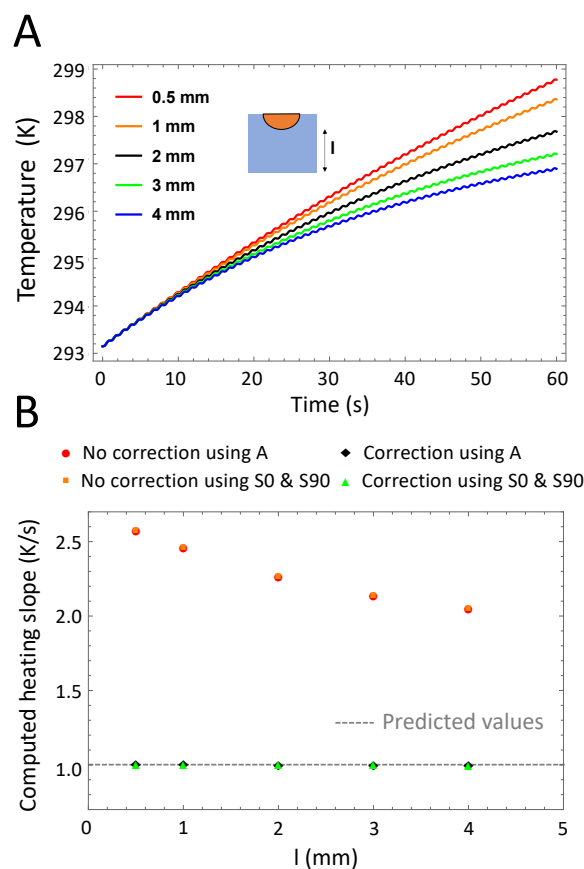 A
Temperature (K)
299
298
297
296
295
294
293
0.5 mm
1 mm
2 mm
3 mm
4 mm
l
0 10 20 30 40 50 60
Time (s)
B
No correction using A
Correction using A
No correction using S0 & S90
Correction using S0 & S90
Computed heating slope (K/s)
2.5
2.0
1.5
1.0
Predicted values
0 1 2 3 4 5
l (mm)